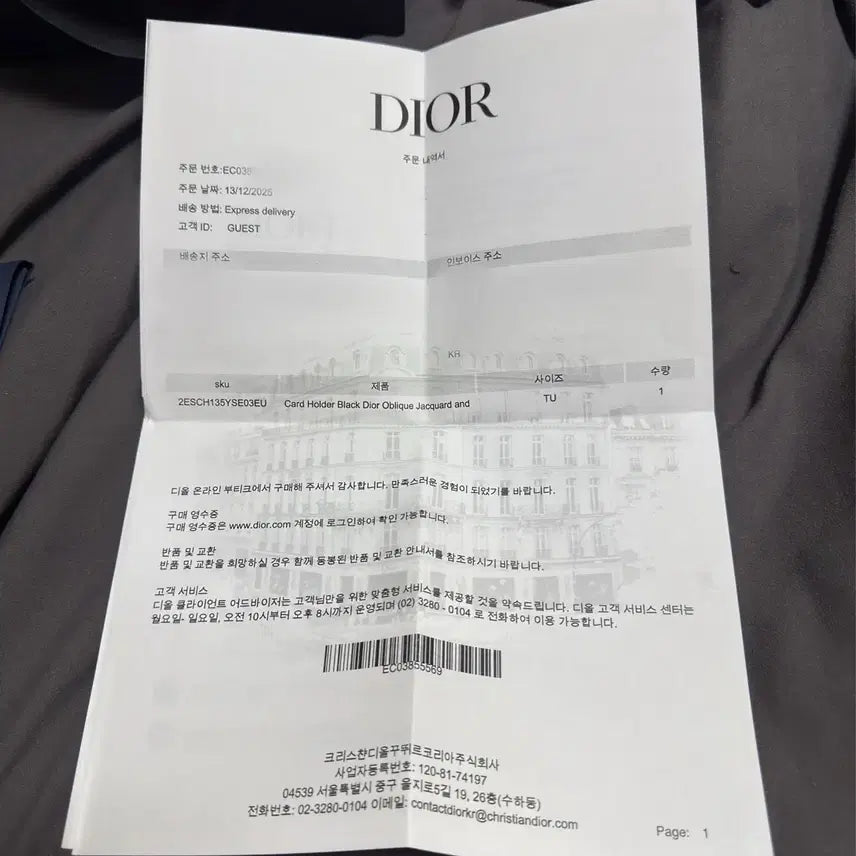 DIOR
주문 내역서
주문 번호:EC035
주문 날짜: 13/12/2025
배송 방법: Express delivery
고객 ID: GUEST
배송지 주소 인보이스 주소
KR
sku 제품 사이즈 수량
2ESCH135YSE03EU Card Holder Black Dior Oblique Jacquard and TU 1
디올 온라인 부티크에서 구매해 주셔서 감사합니다. 만족스러운 경험이 되었기를 바랍니다.
구매 영수증
구매 영수증은 www.dior.com 계정에 로그인하여 확인 가능합니다.
반품 및 교환
반품 및 교환을 희망하실 경우 함께 동봉된 반품 및 교환 안내서를 참조하시기 바랍니다.
고객 서비스
디올 클라이언트 어드바이저는 고객님만을 위한 맞춤형 서비스를 제공할 것을 약속드립니다. 디올 고객 서비스 센터는
월요일- 일요일, 오전 10시부터 오후 8시까지 운영되며 (02) 3280 - 0104 로 전화하여 이용 가능합니다.
EC03855569
크리스챤디올꾸뛰르코리아주식회사
사업자등록번호: 120-81-74197
04539 서울특별시 중구 을지로5길 19, 26층(수하동)
전화번호: 02-3280-0104 이메일: contactdiorkr@christiandior.com
Page: 1